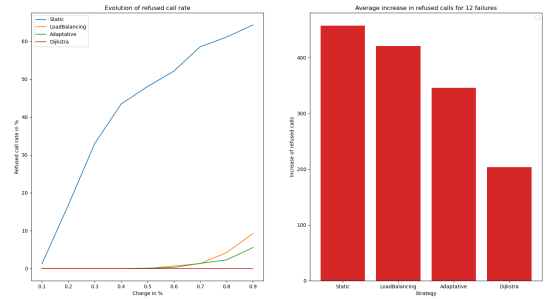 Evolution of refused call rate
Static
LoadBalancing
Adaptative
Dijkstra
60
50
40
30
20
10
0
Refused call rate in %
0.1 0.2 0.3 0.4 0.5 0.6 0.7 0.8 0.9
Charge in %
Average increase in refused calls for 12 failures
400
300
200
100
0
Increase of refused calls
Static LoadBalancing Adaptative Dijkstra
Strategy